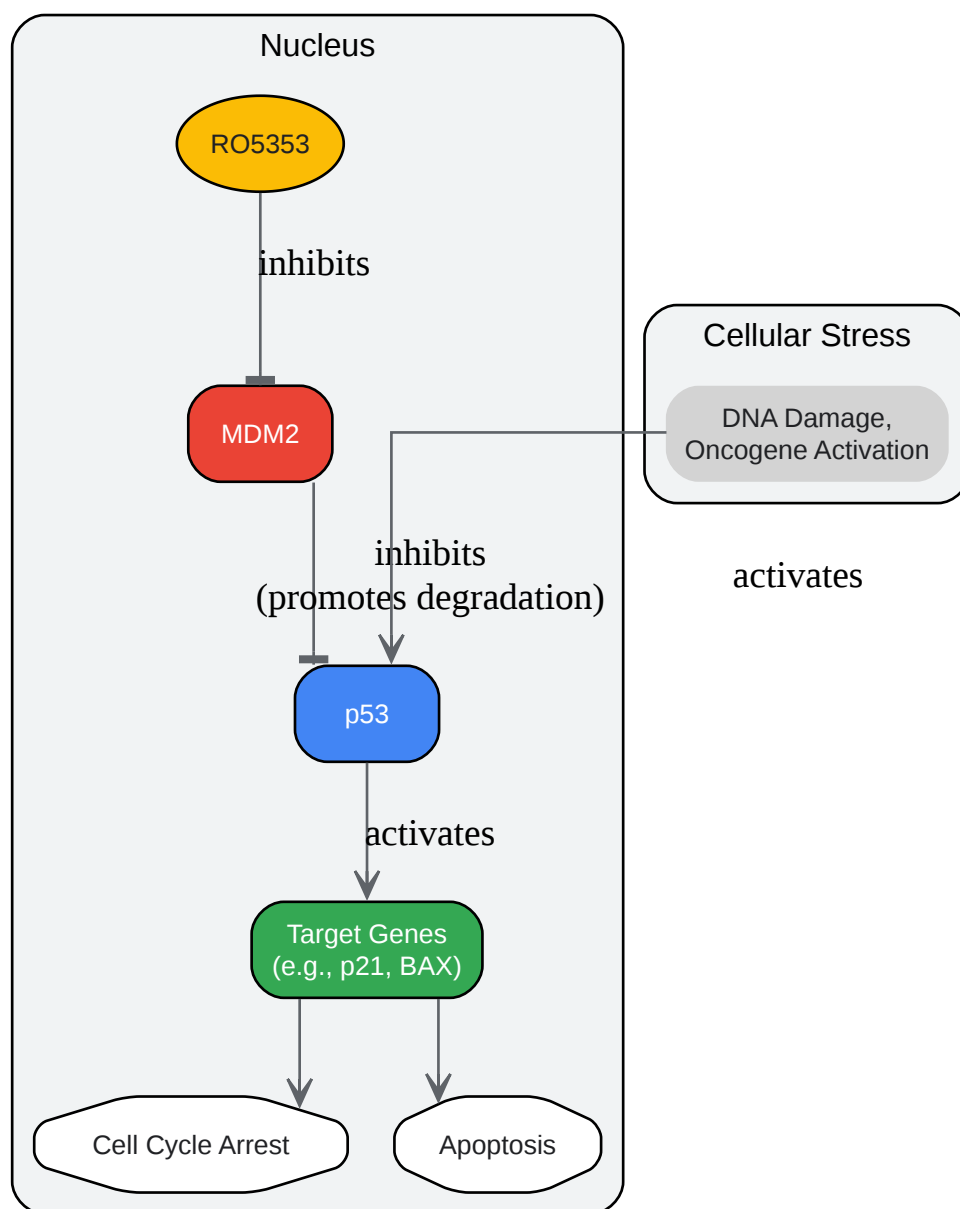 Nucleus
RO5353
inhibits
Cellular Stress
DNA Damage,
Oncogene Activation
MDM2
inhibits
(promotes degradation)
activates
p53
activates
Target Genes
(e.g., p21, BAX)
Cell Cycle Arrest
Apoptosis